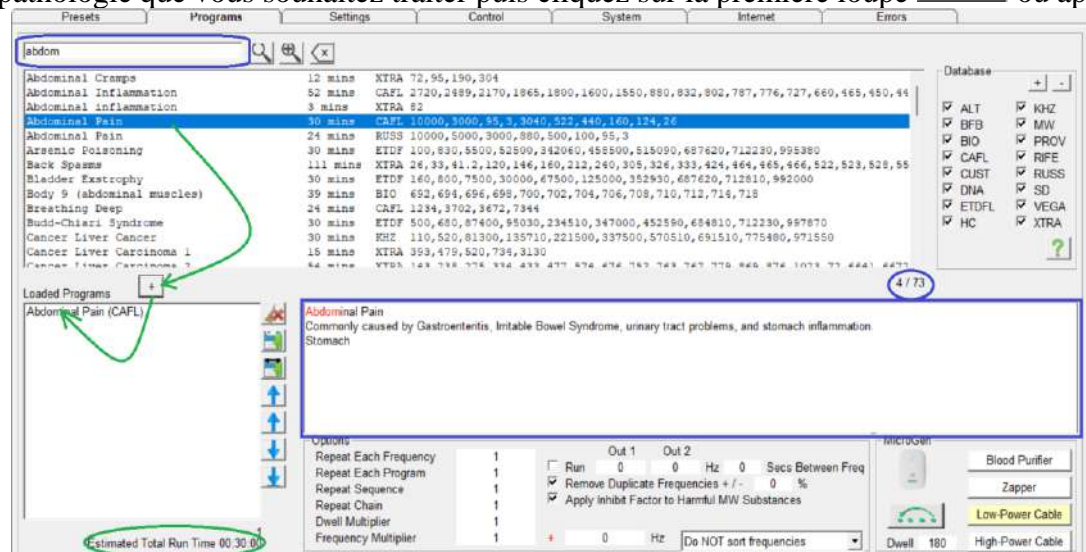 pathologie que vous souhaitez traiter puis cliquez sur la première loupe ou ap
Presets Programs Settings Control System Internet Errors
abdom
Abdominal Cramps 12 mins XTRA 72,95,190,304
Abdominal Inflammation 52 mins CAFL 2720,2489,2170,1865,1800,1600,1550,880,832,802,787,776,727,660,465,450,44
Abdominal inflammation 3 mins XTRA 82
Abdominal Pain 30 mins CAFL 10000,3000,95,3,3040,522,440,160,124,26
Abdominal Pain 24 mins RUSS 10000,5000,3000,880,500,100,95,3
Arsenic Poisoning 30 mins ETDF 100,830,5500,52500,342060,458500,515090,687620,712230,995380
Back Spasms 111 mins XTRA 26,33,41.2,120,146,160,212,240,305,326,333,424,464,465,466,522,523,528,55
Bladder Exstrophy 30 mins ETDF 160,800,7500,30000,67500,125000,352930,687620,712810,992000
Body 9 (abdominal muscles) 39 mins BIO 692,694,696,698,700,702,704,706,708,710,712,714,718
Breathing Deep 24 mins CAFL 1234,3702,3672,7344
Budd-Chiari Syndrome 30 mins ETDF 500,680,87400,95030,234510,347000,452590,684810,712230,997870
Cancer Liver Cancer 30 mins KHZ 110,520,81300,135710,221500,337500,570510,691510,775480,971550
Cancer Liver Carcinoma 1 15 mins XTRA 393,479,520,734,3130
Database
+ -
ALT KHZ
BFB MW
BIO PROV
CAFL RIFE
CUST RUSS
DNA SD
ETDFL VEGA
HC XTRA
?
4 / 73
Loaded Programs +
Abdominal Pain (CAFL)
Abdominal Pain
Commonly caused by Gastroenteritis, Irritable Bowel Syndrome, urinary tract problems, and stomach inflammation.
Stomach
1
Estimated Total Run Time 00:30:00
Options
Repeat Each Frequency 1
Repeat Each Program 1
Repeat Sequence 1
Repeat Chain 1
Dwell Multiplier 1
Frequency Multiplier 1
Out 1 Out 2
Run 0 0 Hz 0 Secs Between Freq
Remove Duplicate Frequencies + / - 0 %
Apply Inhibit Factor to Harmful MW Substances
+ 0 Hz Do NOT sort frequencies
MicroGen
Blood Purifier
Zapper
Low-Power Cable
Dwell 180 High-Power Cable